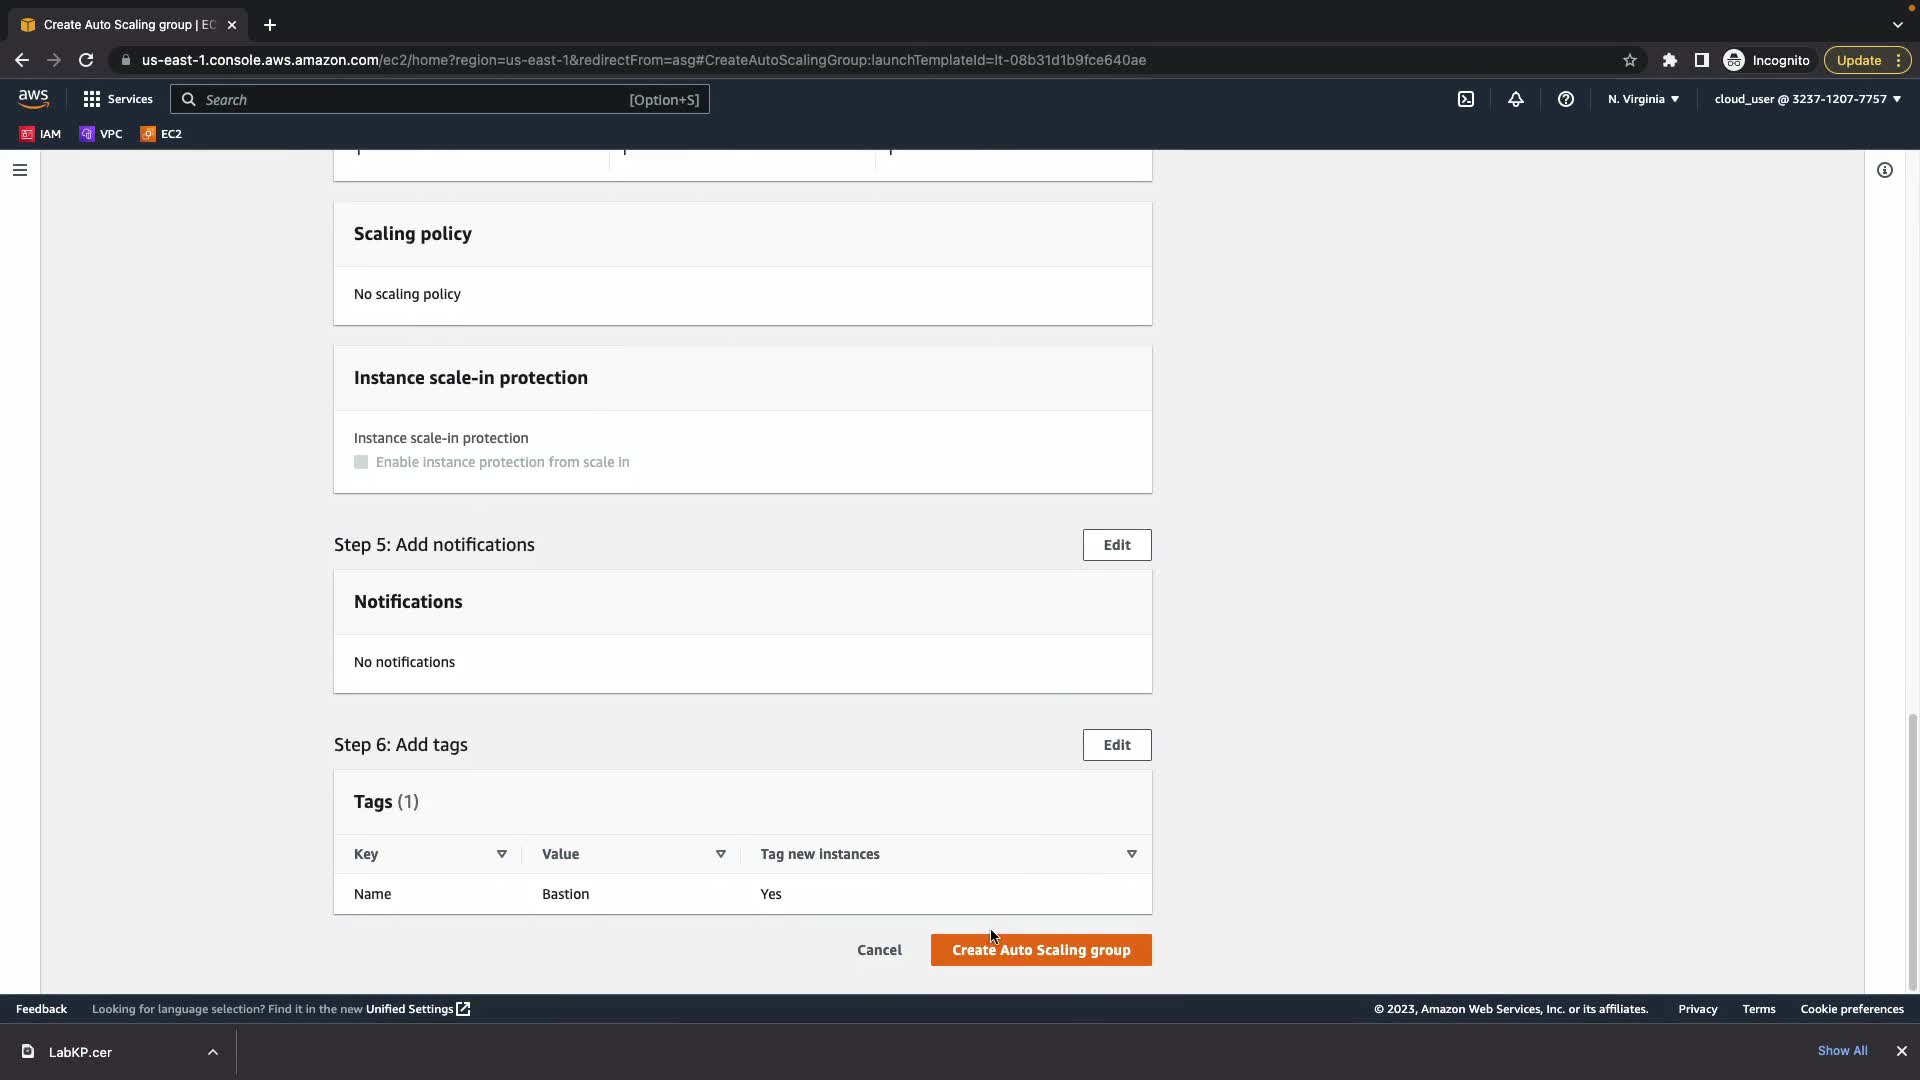 Create Auto Scaling group | EC
us-east-1.console.aws.amazon.com/ec2/home?region=us-east-1&redirectFrom=asg#CreateAutoScalingGroup:launchTemplateId=lt-08b31d1b9fce640ae
Incognito
Update
aws
Services
Search
[Option+S]
N. Virginia
cloud_user @ 3237-1207-7757
IAM
VPC
EC2
Scaling policy
No scaling policy
Instance scale-in protection
Instance scale-in protection
Enable instance protection from scale in
Step 5: Add notifications
Edit
Notifications
No notifications
Step 6: Add tags
Edit
Tags (1)
Key
Value
Tag new instances
Name
Bastion
Yes
Cancel
Create Auto Scaling group
Feedback
Looking for language selection? Find it in the new Unified Settings
© 2023, Amazon Web Services, Inc. or its affiliates.
Privacy
Terms
Cookie preferences
LabKP.cer
Show All